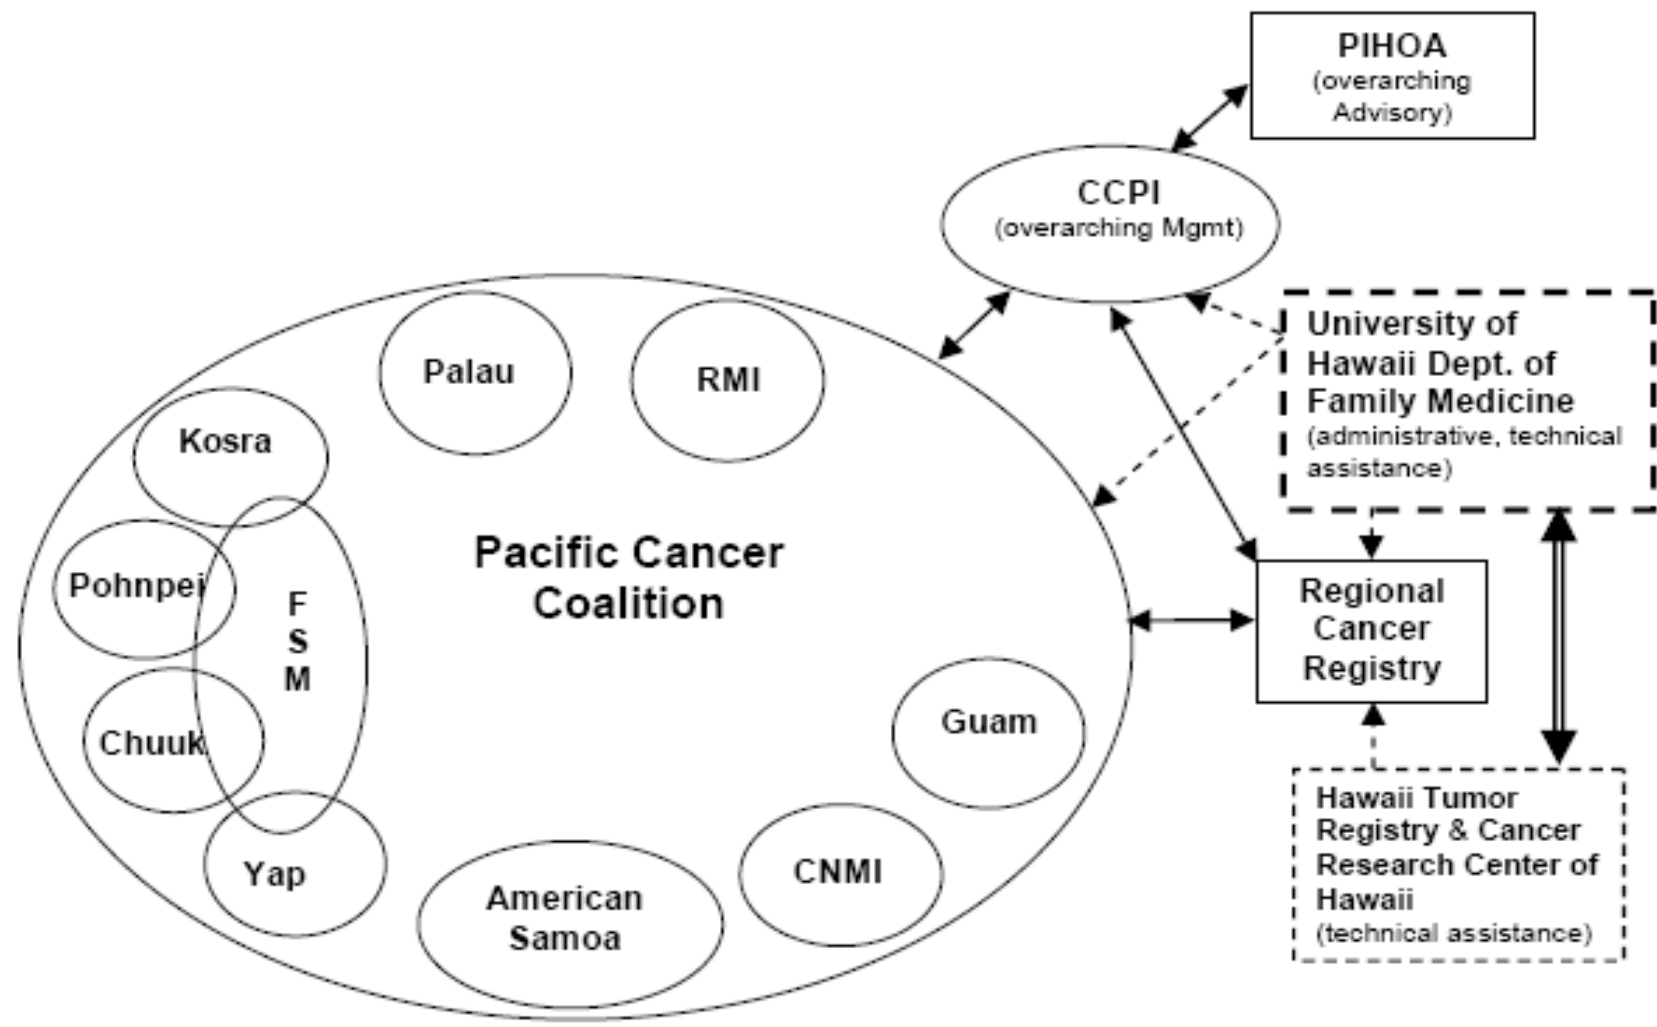 PIHOA
(overarching
Advisory)
CCPI
(overarching Mgmt)
University of
Hawaii Dept. of
Family Medicine
(administrative, technical
assistance)
Palau
RMI
Kosra
Pohnpei
Chuuk
Yap
F
S
M
Pacific Cancer
Coalition
American
Samoa
CNMI
Guam
Regional
Cancer
Registry
Hawaii Tumor
Registry & Cancer
Research Center of
Hawaii
(technical assistance)